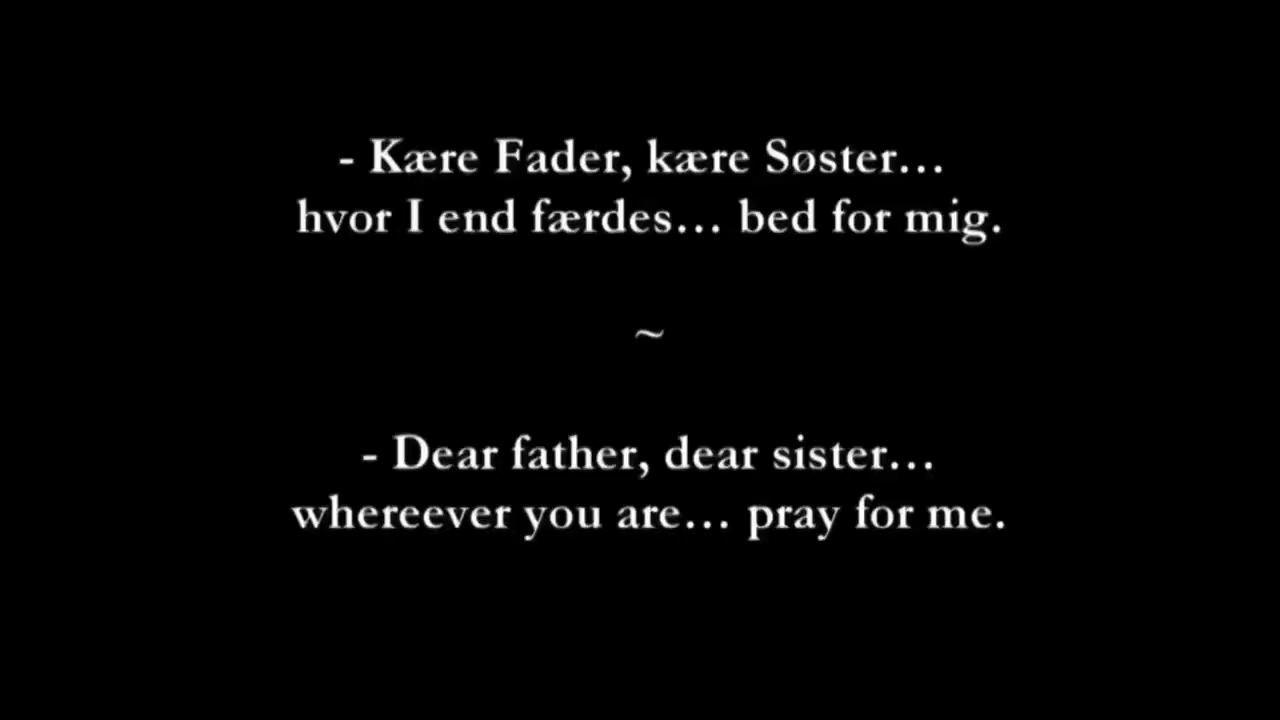 - Kære Fader, kære Søster...
hvor I end færdes... bed for mig.
~
- Dear father, dear sister...
whereever you are... pray for me.